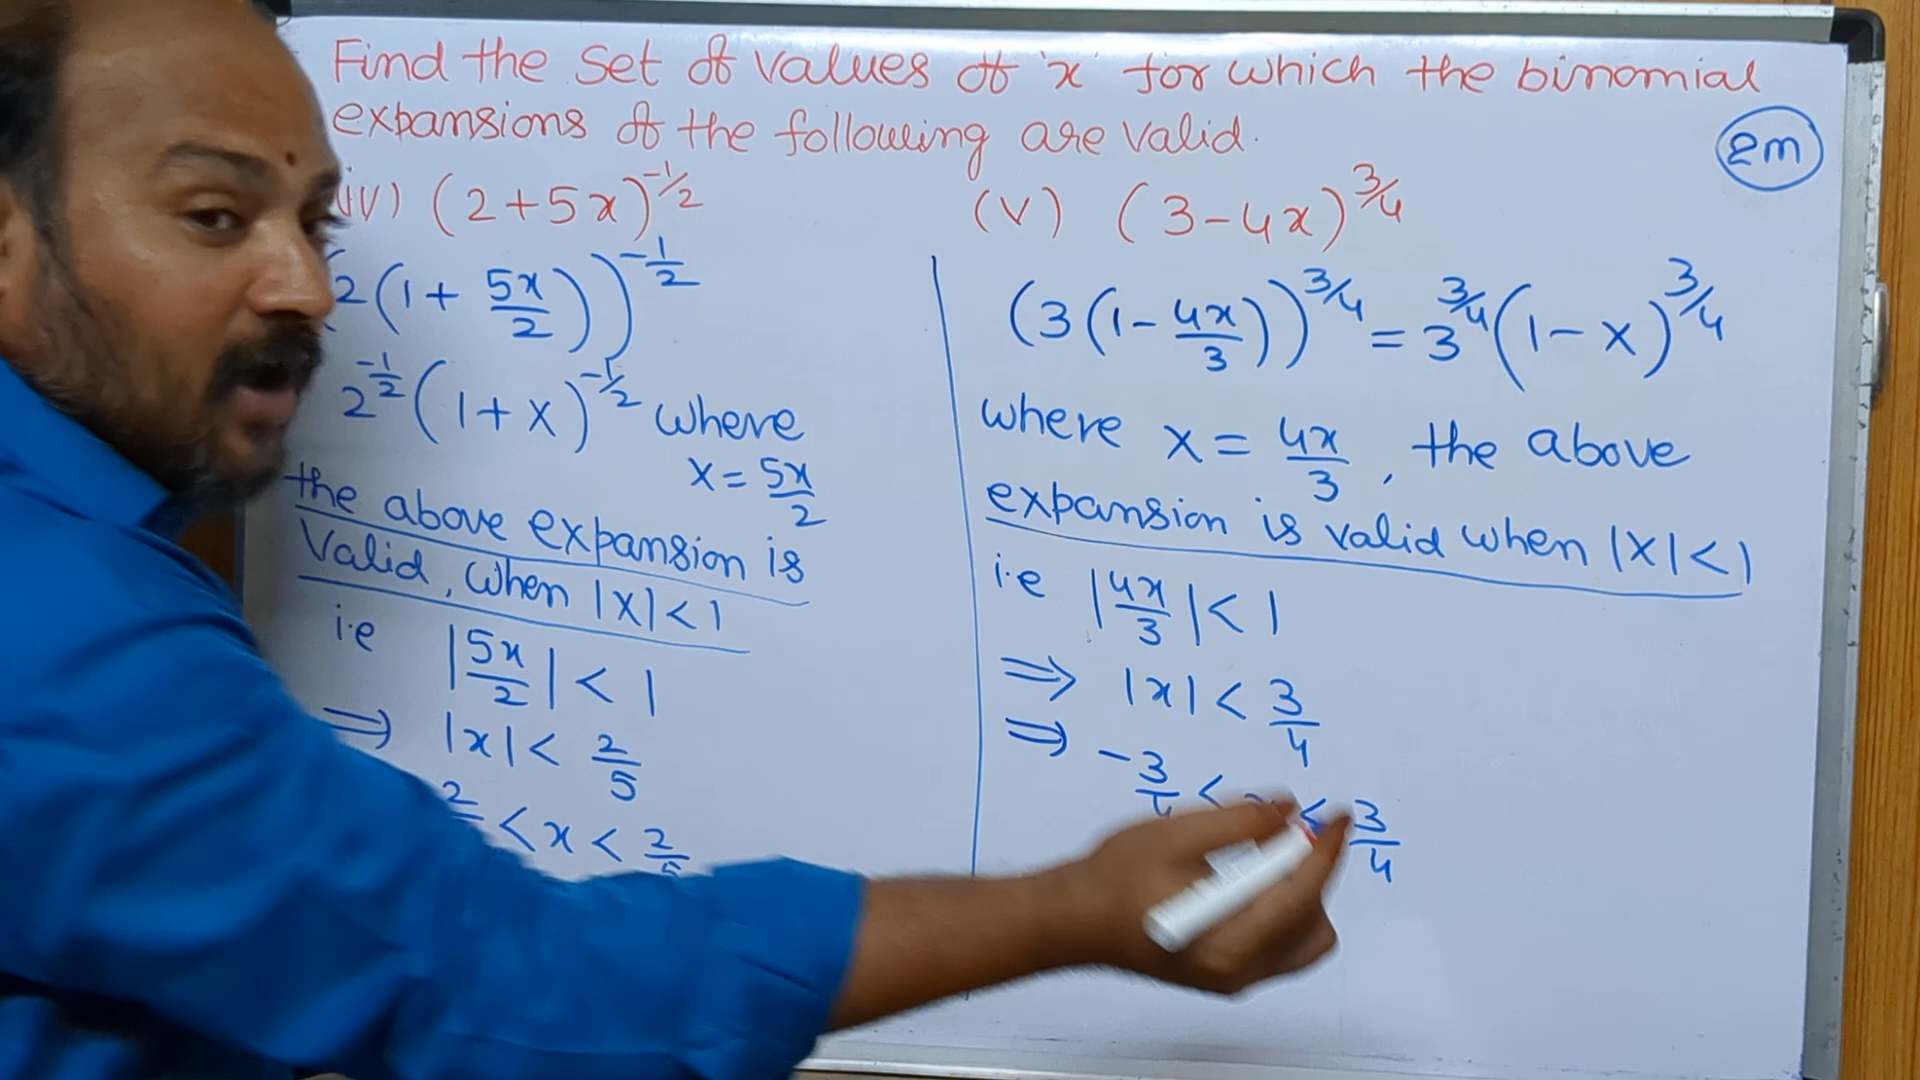 Find the set of values of 'x' for which the binomial
expansions of the following are valid.
2m
iv) (2+5x)^-1/2
(2(1+ 5x/2))^-1/2
2^-1/2 (1+X)^-1/2 where
X = 5x/2
the above expansion is
Valid, when |X|<1
i.e |5x/2| < 1
⇒ |x| < 2/5
< x < 2/5
(v) (3-4x)^3/4
(3(1- 4x/3))^3/4 = 3^3/4 (1-X)^3/4
where X = 4x/3, the above
expansion is valid when |X|<1
i.e |4x/3| < 1
⇒ |x| < 3/4
⇒ -3/4 < x < 3/4